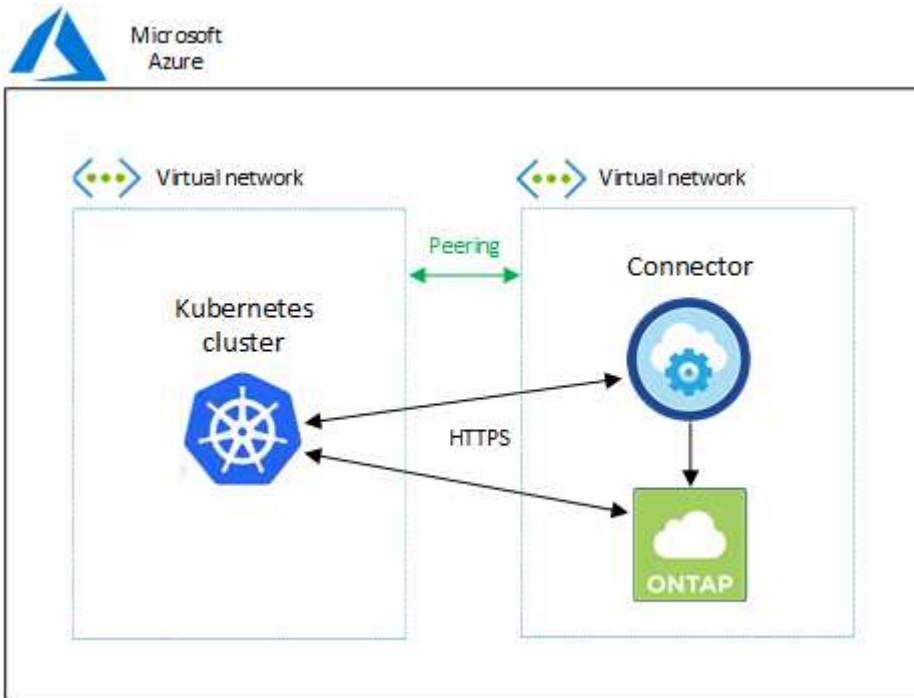 Microsoft
Azure
Virtual network
Virtual network
Peering
Connector
Kubernetes
cluster
HTTPS
ONTAP